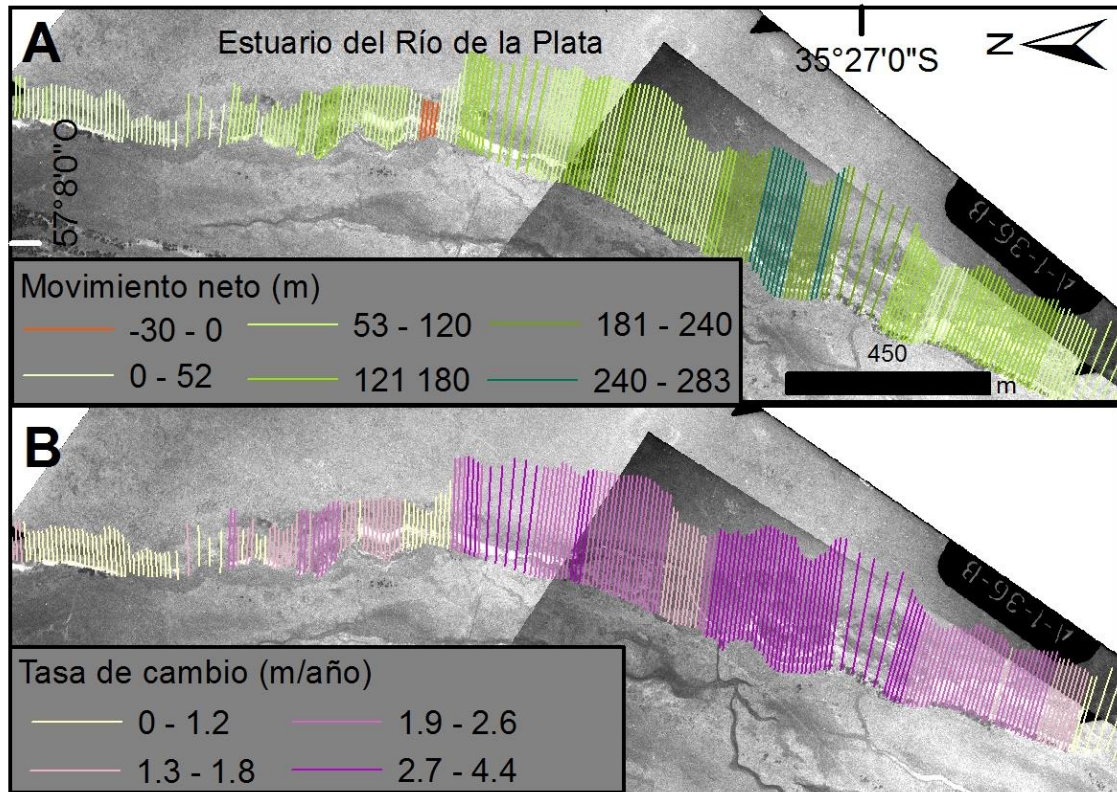 A
Estuario del Río de la Plata
35°27'0"S
N
57°8'0"O
4-1-36-B
Movimiento neto (m)
-30 - 0
53 - 120
181 - 240
0 - 52
121 180
240 - 283
450
m
B
4-1-36-B
Tasa de cambio (m/año)
0 - 1.2
1.9 - 2.6
1.3 - 1.8
2.7 - 4.4